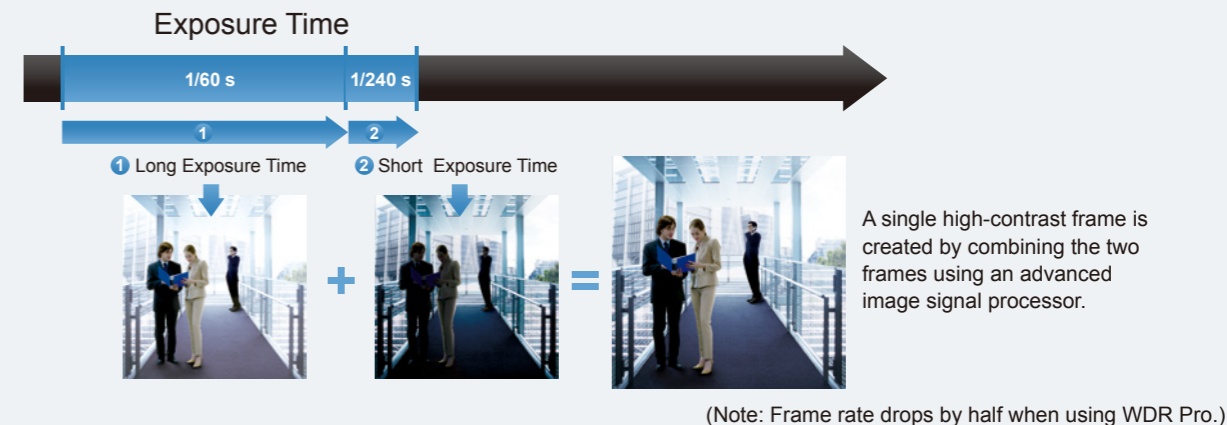 Exposure Time
1/60 s
1/240 s
1
2
1 Long Exposure Time
2 Short Exposure Time
+
=
A single high-contrast frame is
created by combining the two
frames using an advanced
image signal processor.
(Note: Frame rate drops by half when using WDR Pro.)